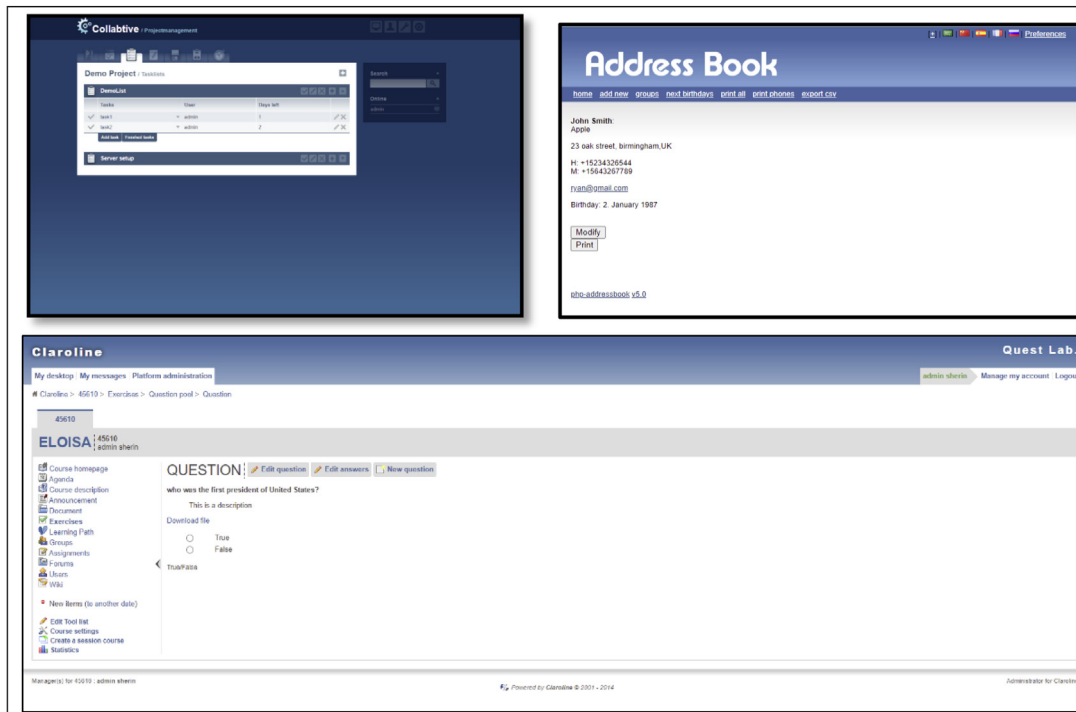 Collabtive / Projectmanagement
Demo Project / Tasklists
DemoList
Tasks User Days left
task1 admin 1
task2 admin 2
Add task Finished tasks
Server setup
Search
Online
admin
Preferences
Address Book
home add new groups next birthdays print all print phones export csv
John Smith:
Apple
23 oak street, birmingham,UK
H: +15234326544
M: +15643267789
ryan@gmail.com
Birthday: 2. January 1987
Modify
Print
php-addressbook v5.0
Claroline Quest Lab.
My desktop My messages Platform administration admin sherin Manage my account Logou
Claroline > 45610 > Exercises > Question pool > Question
45610
ELOISA 45610
admin sherin
Course homepage
Agenda
Course description
Announcement
Document
Exercises
Learning Path
Groups
Assignments
Forums
Users
Wiki
New items (to another date)
Edit Tool list
Course settings
Create a session course
Statistics
QUESTION Edit question Edit answers New question
who was the first president of United States?
This is a description
Download file
True
False
True/False
Manager(s) for 45610 : admin sherin
Powered by Claroline © 2001 - 2014
Administrator for Claroline